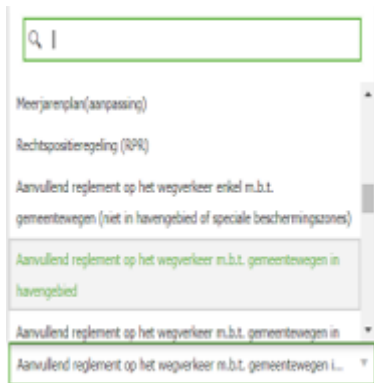 Meerjarenplan(aanpassing)
Rechtspositieregeling (RPR)
Aanvullend reglement op het wegverkeer enkel m.b.t.
gemeentewegen (niet in havengebied of speciale beschermingszones)
Aanvullend reglement op het wegverkeer m.b.t. gemeentewegen in
havengebied
Aanvullend reglement op het wegverkeer m.b.t. gemeentewegen in
Aanvullend reglement op het wegverkeer m.b.t. gemeentewegen i...